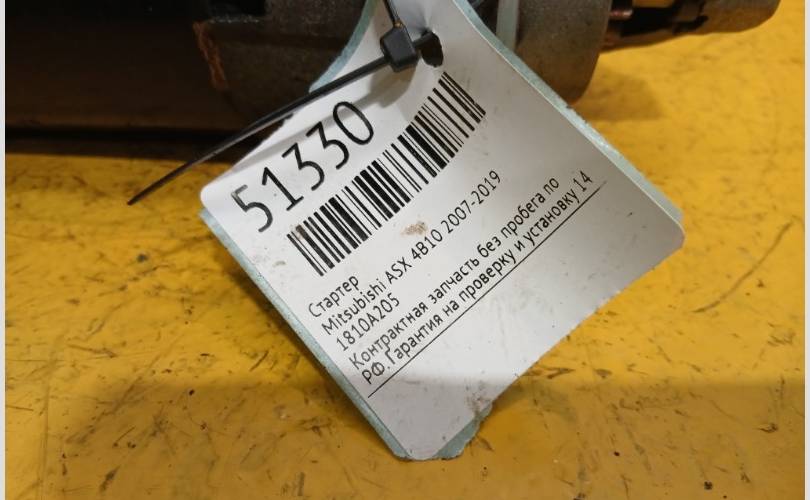 51330
Стартер
Mitsubishi ASX 4B10 2007-2019
1810A205
Контрактная запчасть без пробега по
РФ.Гарантия на проверку и установку 14